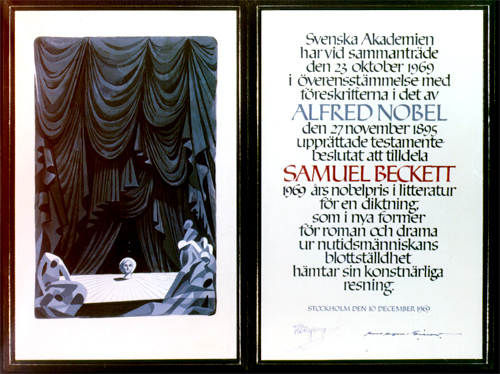 Svenska Akademien
har vid sammanträde
den 23 oktober 1969
i överensstämmelse med
föreskrifterna i det av
ALFRED NOBEL
den 27 november 1895
upprättade testamente
beslutat att tilldela
SAMUEL BECKETT
1969 års nobelpris i litteratur
för en diktning,
som i nya former
för roman och drama
ur nutidsmänniskans
blottställdhet
hämtar sin konstnärliga
resning.
STOCKHOLM DEN 10 DECEMBER 1969